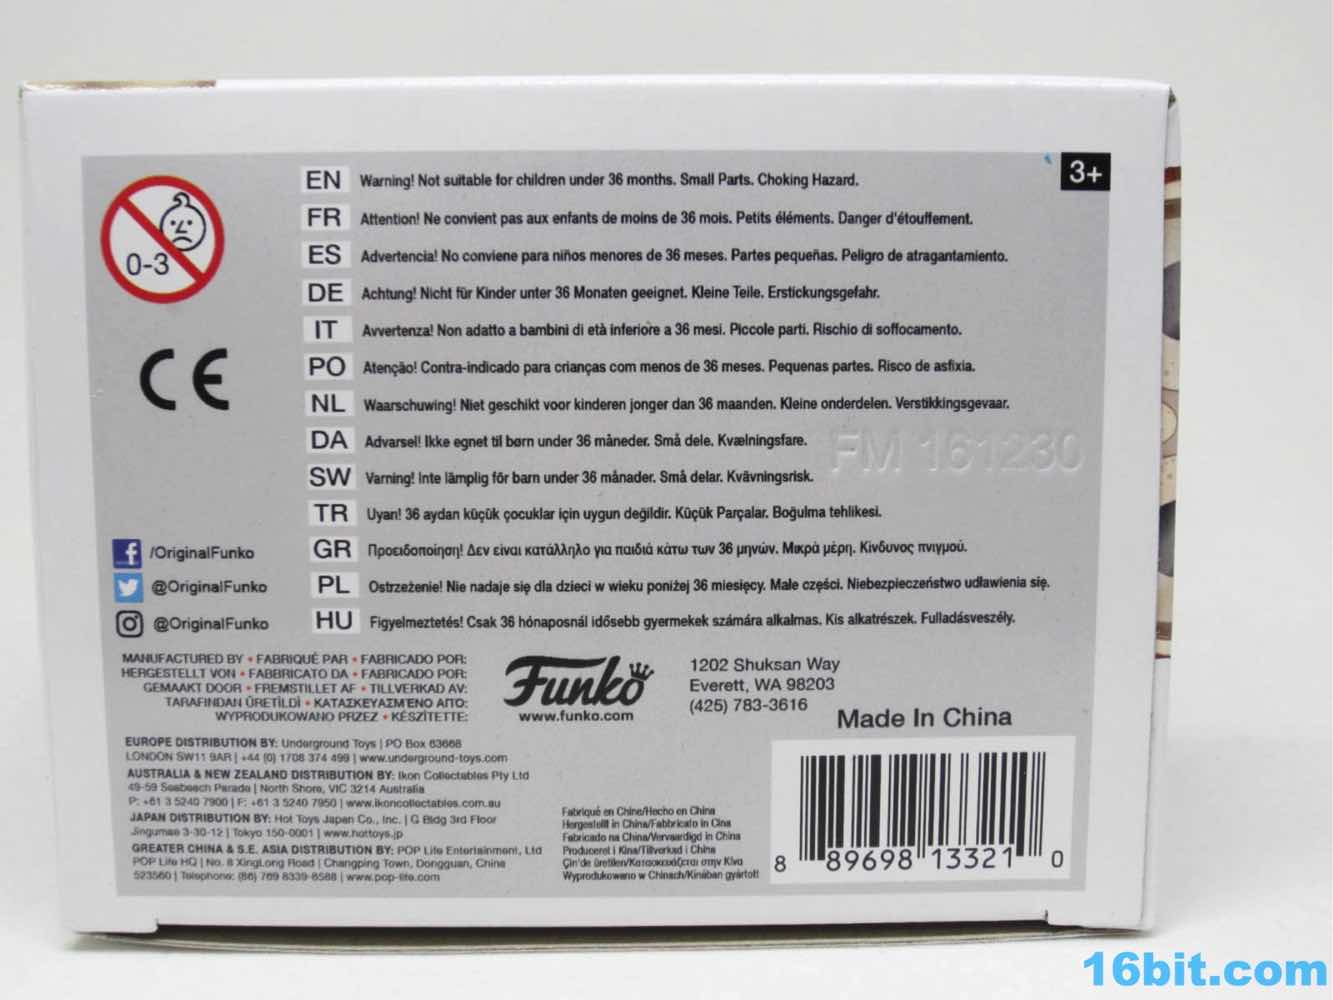 3+
0-3
CE
EN Warning! Not suitable for children under 36 months. Small Parts. Choking Hazard.
FR Attention! Ne convient pas aux enfants de moins de 36 mois. Petits éléments. Danger d'étouffement.
ES Advertencia! No conviene para niños menores de 36 meses. Partes pequeñas. Peligro de atragantamiento.
DE Achtung! Nicht für Kinder unter 36 Monaten geeignet. Kleine Teile. Erstickungsgefahr.
IT Avvertenza! Non adatto a bambini di età inferiore a 36 mesi. Piccole parti. Rischio di soffocamento.
PO Atenção! Contra-indicado para crianças com menos de 36 meses. Pequenas partes. Risco de asfixia.
NL Waarschuwing! Niet geschikt voor kinderen jonger dan 36 maanden. Kleine onderdelen. Verstikkingsgevaar.
DA Advarsel! Ikke egnet til børn under 36 måneder. Små dele. Kvælningsfare.
FM 161230
SW Varning! Inte lämplig för barn under 36 månader. Små delar. Kvävningsrisk.
TR Uyan! 36 aydan küçük çocuklar için uygun değildir. Küçük Parçalar. Boğulma tehlikesi.
GR Προειδοποίηση! Δεν είναι κατάλληλο για παιδιά κάτω των 36 μηνών. Μικρά μέρη. Κίνδυνος πνιγμού.
PL Ostrzeżenie! Nie nadaje się dla dzieci w wieku poniżej 36 miesięcy. Małe części. Niebezpieczeństwo udławienia się.
HU Figyelmeztetés! Csak 36 hónaposnál idősebb gyermekek számára alkalmas. Kis alkatrészek. Fulladásveszély.
/OriginalFunko
@OriginalFunko
@OriginalFunko
MANUFACTURED BY • FABRIQUÉ PAR • FABRICADO POR:
HERGESTELLT VON • FABBRICATO DA • FABRICADO POR:
GEMAAKT DOOR • FREMSTILLET AF • TILLVERKAD AV:
TARAFINDAN ÜRETİLDİ • ΚΑΤΑΣΚΕΥΑΣΜΈΝΟ ΑΠΌ:
WYPRODUKOWANO PRZEZ • KÉSZÍTETTE:
Funko
www.funko.com
1202 Shuksan Way
Everett, WA 98203
(425) 783-3616
Made In China
EUROPE DISTRIBUTION BY: Underground Toys | PO Box 63668
LONDON SW11 9AR | +44 (0) 1708 374 499 | www.underground-toys.com
AUSTRALIA & NEW ZEALAND DISTRIBUTION BY: Ikon Collectables Pty Ltd
49-59 Seabeach Parade | North Shore, VIC 3214 Australia
P: +61 3 5240 7900 | F: +61 3 5240 7950 | www.ikoncollectables.com.au
JAPAN DISTRIBUTION BY: Hot Toys Japan Co., Inc. | G Bldg 3rd Floor
Jingumae 3-30-12 | Tokyo 150-0001 | www.hottoys.jp
GREATER CHINA & S.E. ASIA DISTRIBUTION BY: POP Life Entertainment, Ltd
POP Life HQ | No. 8 XingLong Road | Changping Town, Dongguan, China
523560 | Telephone: (86) 769 8339 8588 | www.pop-life.com
Fabriqué en Chine/Hecho en China
Hergestellt in China/Fabbricato in Cina
Fabricado na China/Vervaardigd in China
Produceret i Kina/Tillverkad i China
Çin'de üretilen/Κατασκευάζεται στην Κίνα
Wyprodukowano w Chinach/Kínában gyártott
8 89698 13321 0
16bit.com